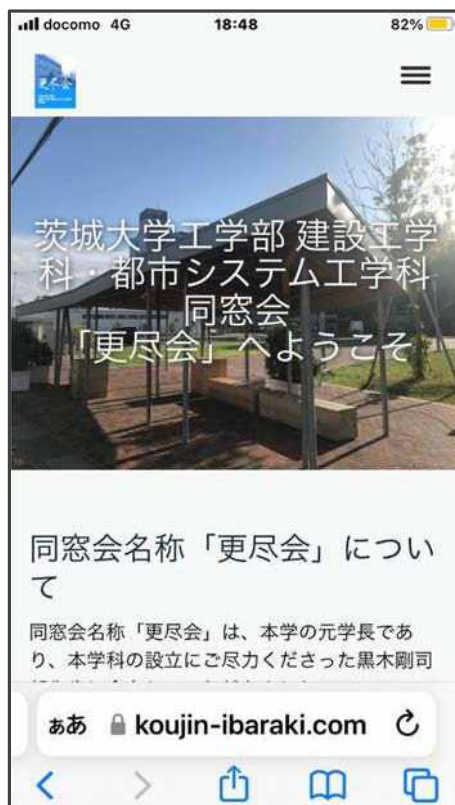 docomo 4G 18:48 82%
更尽会
茨城大学工学部 建設工学
科・都市システム工学科
同窓会
「更尽会」へようこそ
同窓会名称「更尽会」につい
て
同窓会名称「更尽会」は、本学の元学長であ
り、本学科の設立にご尽力くださった黒木剛司
ぁあ koujin-ibaraki.com